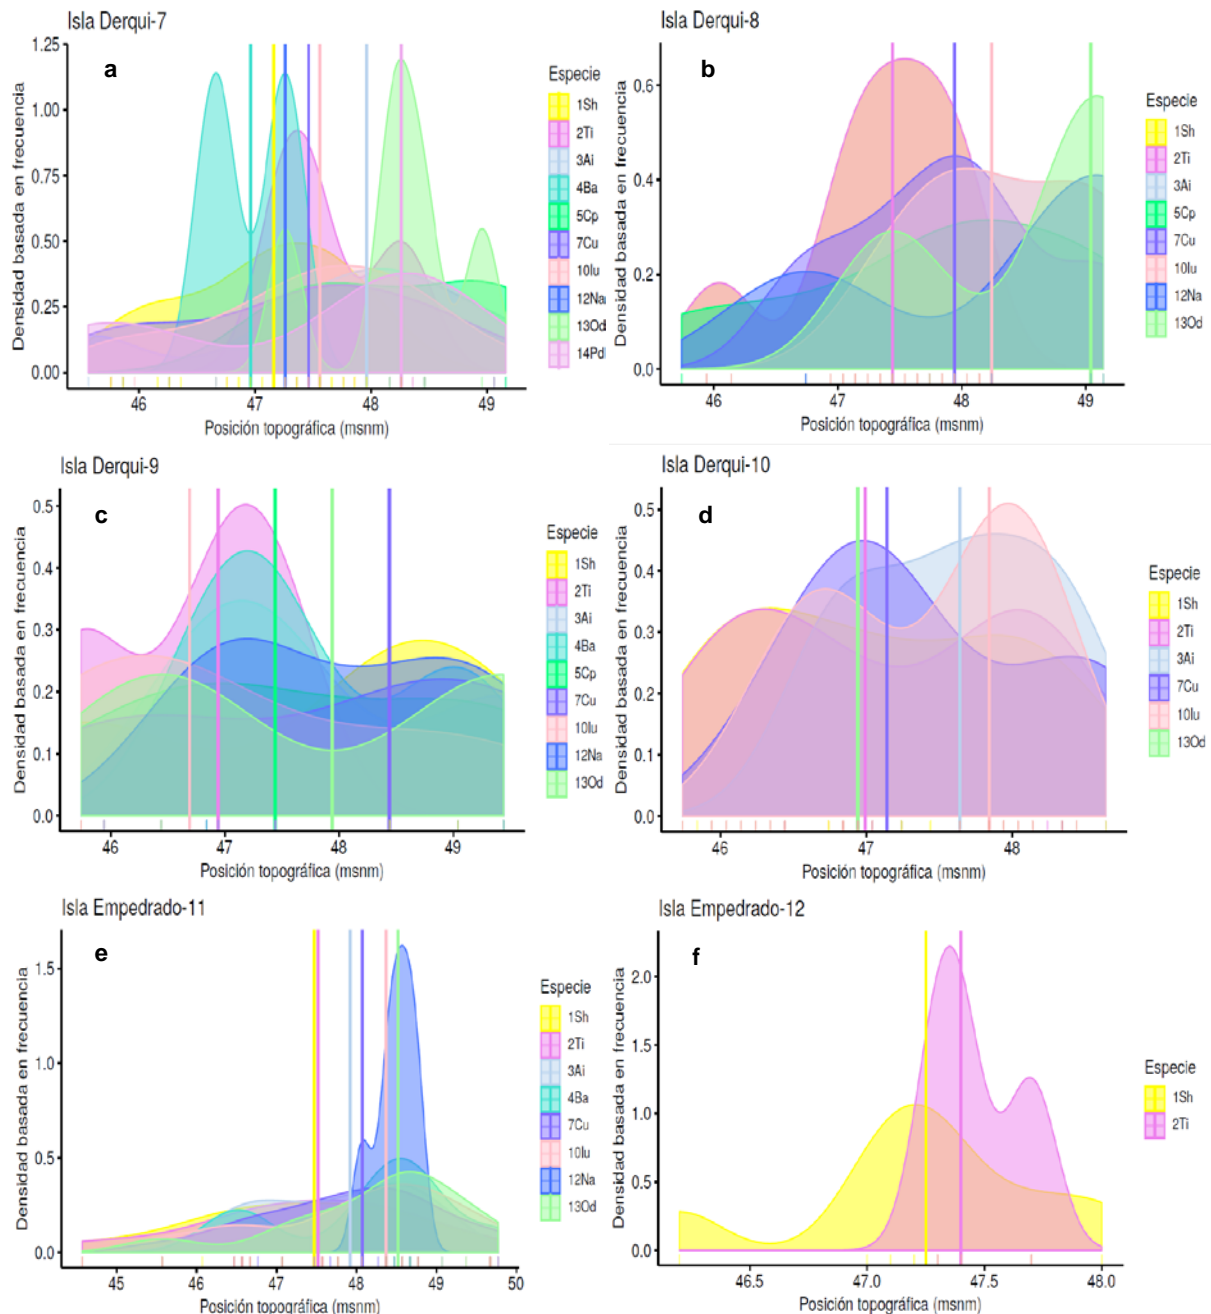 Isla Derqui-7
a
Densidad basada en frecuencia
1.25
1.00
0.75
0.50
0.25
0.00
46 47 48 49
Posición topográfica (msnm)
Especie
1Sh
2Ti
3Ai
4Ba
5Cp
7Cu
10Iu
12Na
13Od
14Pd
Isla Derqui-8
b
Densidad basada en frecuencia
0.6
0.4
0.2
0.0
46 47 48 49
Posición topográfica (msnm)
Especie
1Sh
2Ti
3Ai
5Cp
7Cu
10Iu
12Na
13Od
Isla Derqui-9
c
Densidad basada en frecuencia
0.5
0.4
0.3
0.2
0.1
0.0
46 47 48 49
Posición topográfica (msnm)
Especie
1Sh
2Ti
3Ai
4Ba
5Cp
7Cu
10Iu
12Na
13Od
Isla Derqui-10
d
Densidad basada en frecuencia
0.5
0.4
0.3
0.2
0.1
0.0
46 47 48
Posición topográfica (msnm)
Especie
1Sh
2Ti
3Ai
7Cu
10Iu
13Od
Isla Empedrado-11
e
Densidad basada en frecuencia
1.5
1.0
0.5
0.0
45 46 47 48 49 50
Posición topográfica (msnm)
Especie
1Sh
2Ti
3Ai
4Ba
7Cu
10Iu
12Na
13Od
Isla Empedrado-12
f
Densidad basada en frecuencia
2.0
1.5
1.0
0.5
0.0
46.5 47.0 47.5 48.0
Posición topográfica (msnm)
Especie
1Sh
2Ti